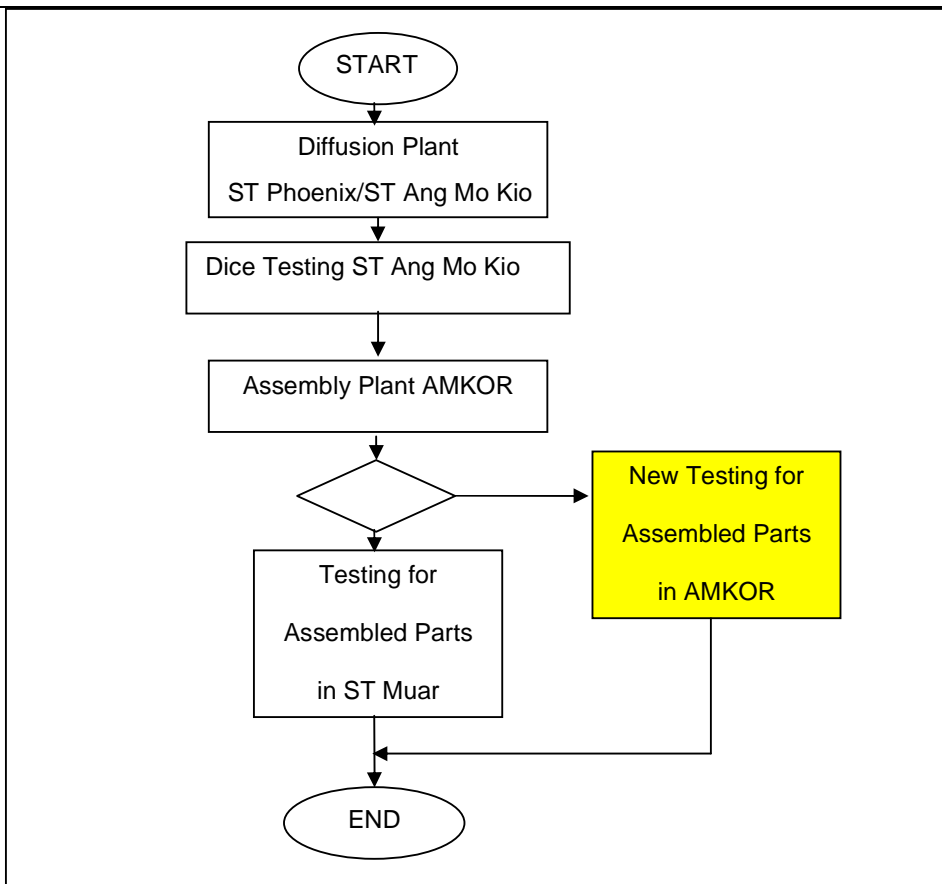 START
Diffusion Plant
ST Phoenix/ST Ang Mo Kio
Dice Testing ST Ang Mo Kio
Assembly Plant AMKOR
New Testing for
Assembled Parts
in AMKOR
Testing for
Assembled Parts
in ST Muar
END